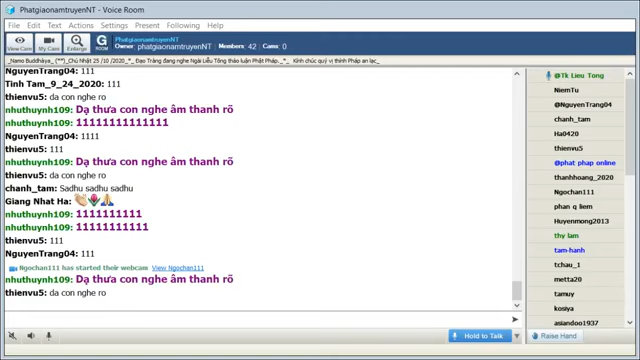 PhatgiaonamtruyenNT - Voice Room
File Edit Text Actions Settings Present Following Help
View Cam
My Cam
Enlarge
G
ROOM
PhatgiaonamtruyenNT
Owner: phatgiaonamtruyenNT Members: 42 Cams: 0
_Namo Buddhàya_ (**)_Chú Nhật 25 /10 /2020_*_ Đạo Tràng đang nghe Ngài Liễu Tông thảo luận Phật Pháp._*_ Kính chúc quý vị thính Pháp an lạc_
NguyenTrang04: 111
Tinh Tam_9_24_2020: 111
thienvu5: da con nghe ro
nhuthuynh109: Dạ thưa con nghe âm thanh rõ
nhuthuynh109: 11111111111111
NguyenTrang04: 1111
thienvu5: 111
nhuthuynh109: Dạ thưa con nghe âm thanh rõ
thienvu5: da con nghe ro
chanh_tam: Sadhu sadhu sadhu
Giang Nhat Ha: 👏🌷🙏
nhuthuynh109: 1111111111
nhuthuynh109: 11111111111
thienvu5: 111
NguyenTrang04: 111
Ngochan111 has started their webcam View Ngochan111
nhuthuynh109: Dạ thưa con nghe âm thanh rõ
thienvu5: da con nghe ro
Hold to Talk
@Tk Lieu Tong
NiemTu
@NguyenTrang04
chanh_tam
Ha0420
thienvu5
@phat phap online
thanhhoang_2020
Ngochan111
phan q liem
Huyenmong2013
thy lam
tam-hanh
tchau_1
metta20
tamuy
kosiya
asiandoo1937
Raise Hand